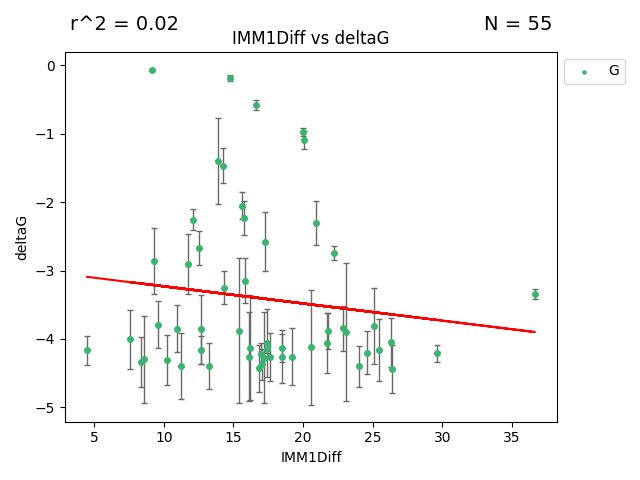 r^2 = 0.02
N = 55
IMM1Diff vs deltaG
G
0
−1
−2
−3
−4
−5
deltaG
5 10 15 20 25 30 35
IMM1Diff